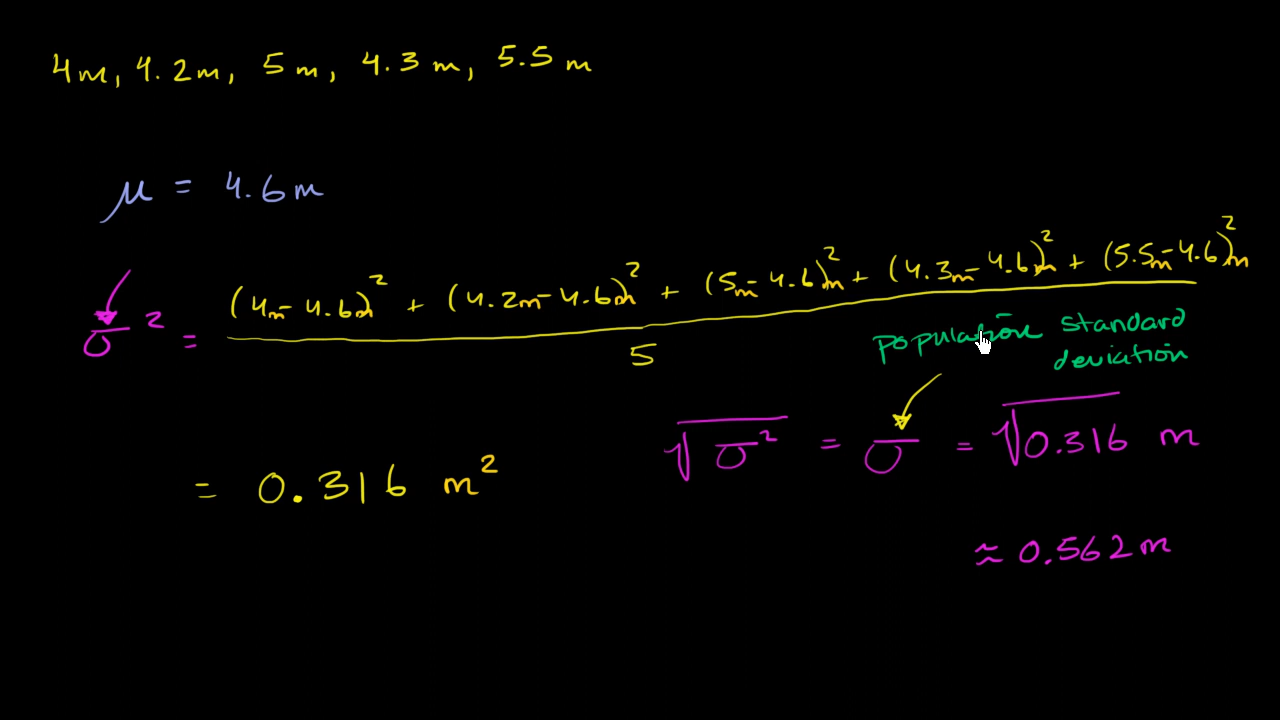 4m, 4.2m, 5m, 4.3m, 5.5m
μ = 4.6m
σ² = (4m - 4.6m)² + (4.2m - 4.6m)² + (5m - 4.6m)² + (4.3m - 4.6m)² + (5.5m - 4.6m)²
5
population standard
deviation
√σ² = σ = √0.316 m
= 0.316 m²
≈ 0.562m